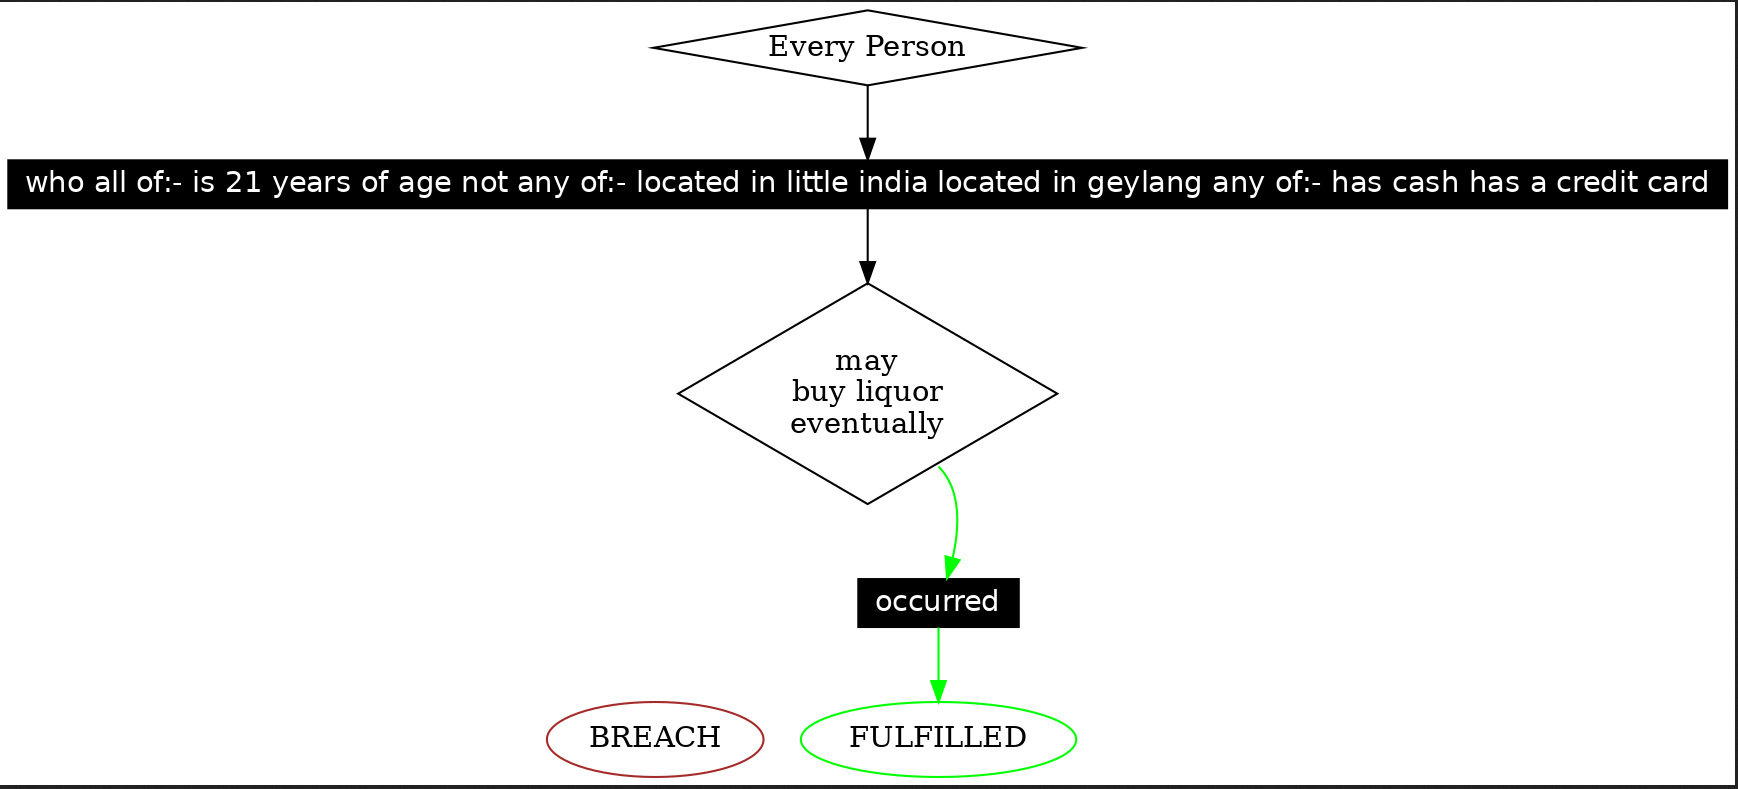 Every Person
who all of:- is 21 years of age not any of:- located in little india located in geylang any of:- has cash has a credit card
may
buy liquor
eventually
occurred
BREACH
FULFILLED